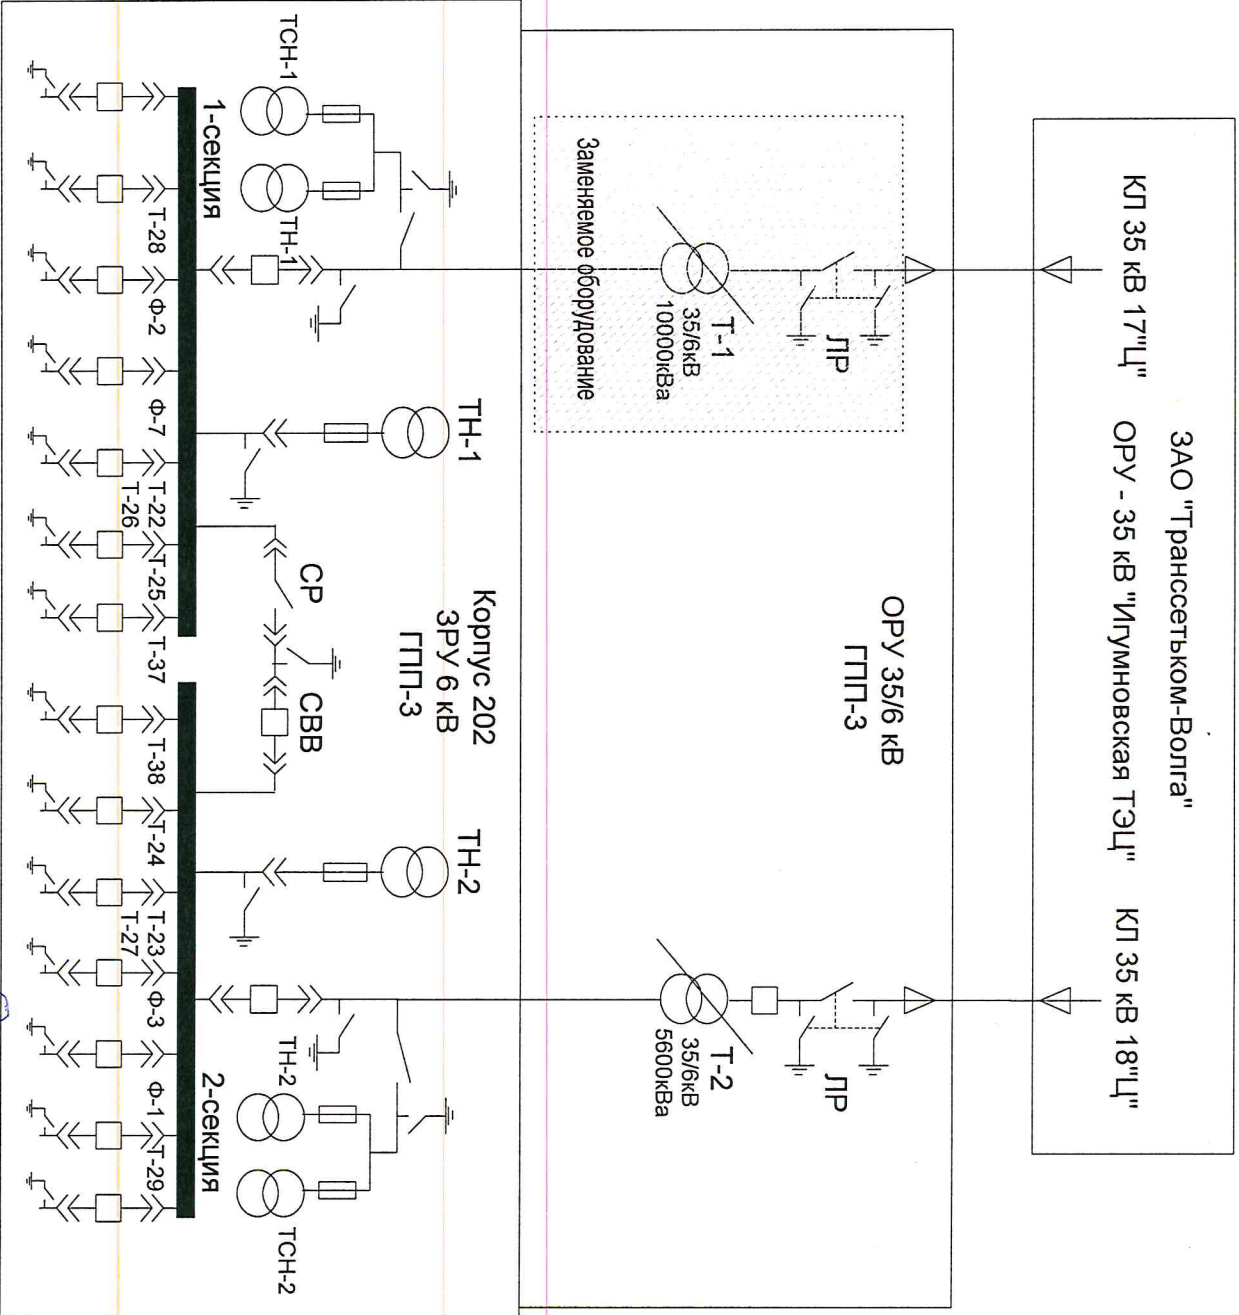 ЗАО "Транссетьком-Волга"
КЛ 35 кВ 17"Ц"
ОРУ - 35 кВ "Игумновская ТЭЦ"
КЛ 35 кВ 18"Ц"
ЛР
Т-1
35/6кВ
10000кВа
Заменяемое оборудование
ОРУ 35/6 кВ
ГПП-3
ЛР
Т-2
35/6кВ
5600кВа
Корпус 202
ЗРУ 6 кВ
ГПП-3
ТСН-1
ТН-1
ТН-1
СР
СВВ
ТН-2
ТН-2
ТСН-2
1-секция
2-секция
Т-28
Ф-2
Ф-7
Т-22
Т-26
Т-25
Т-37
Т-38
Т-24
Т-23
Т-27
Ф-3
Ф-1
Т-29